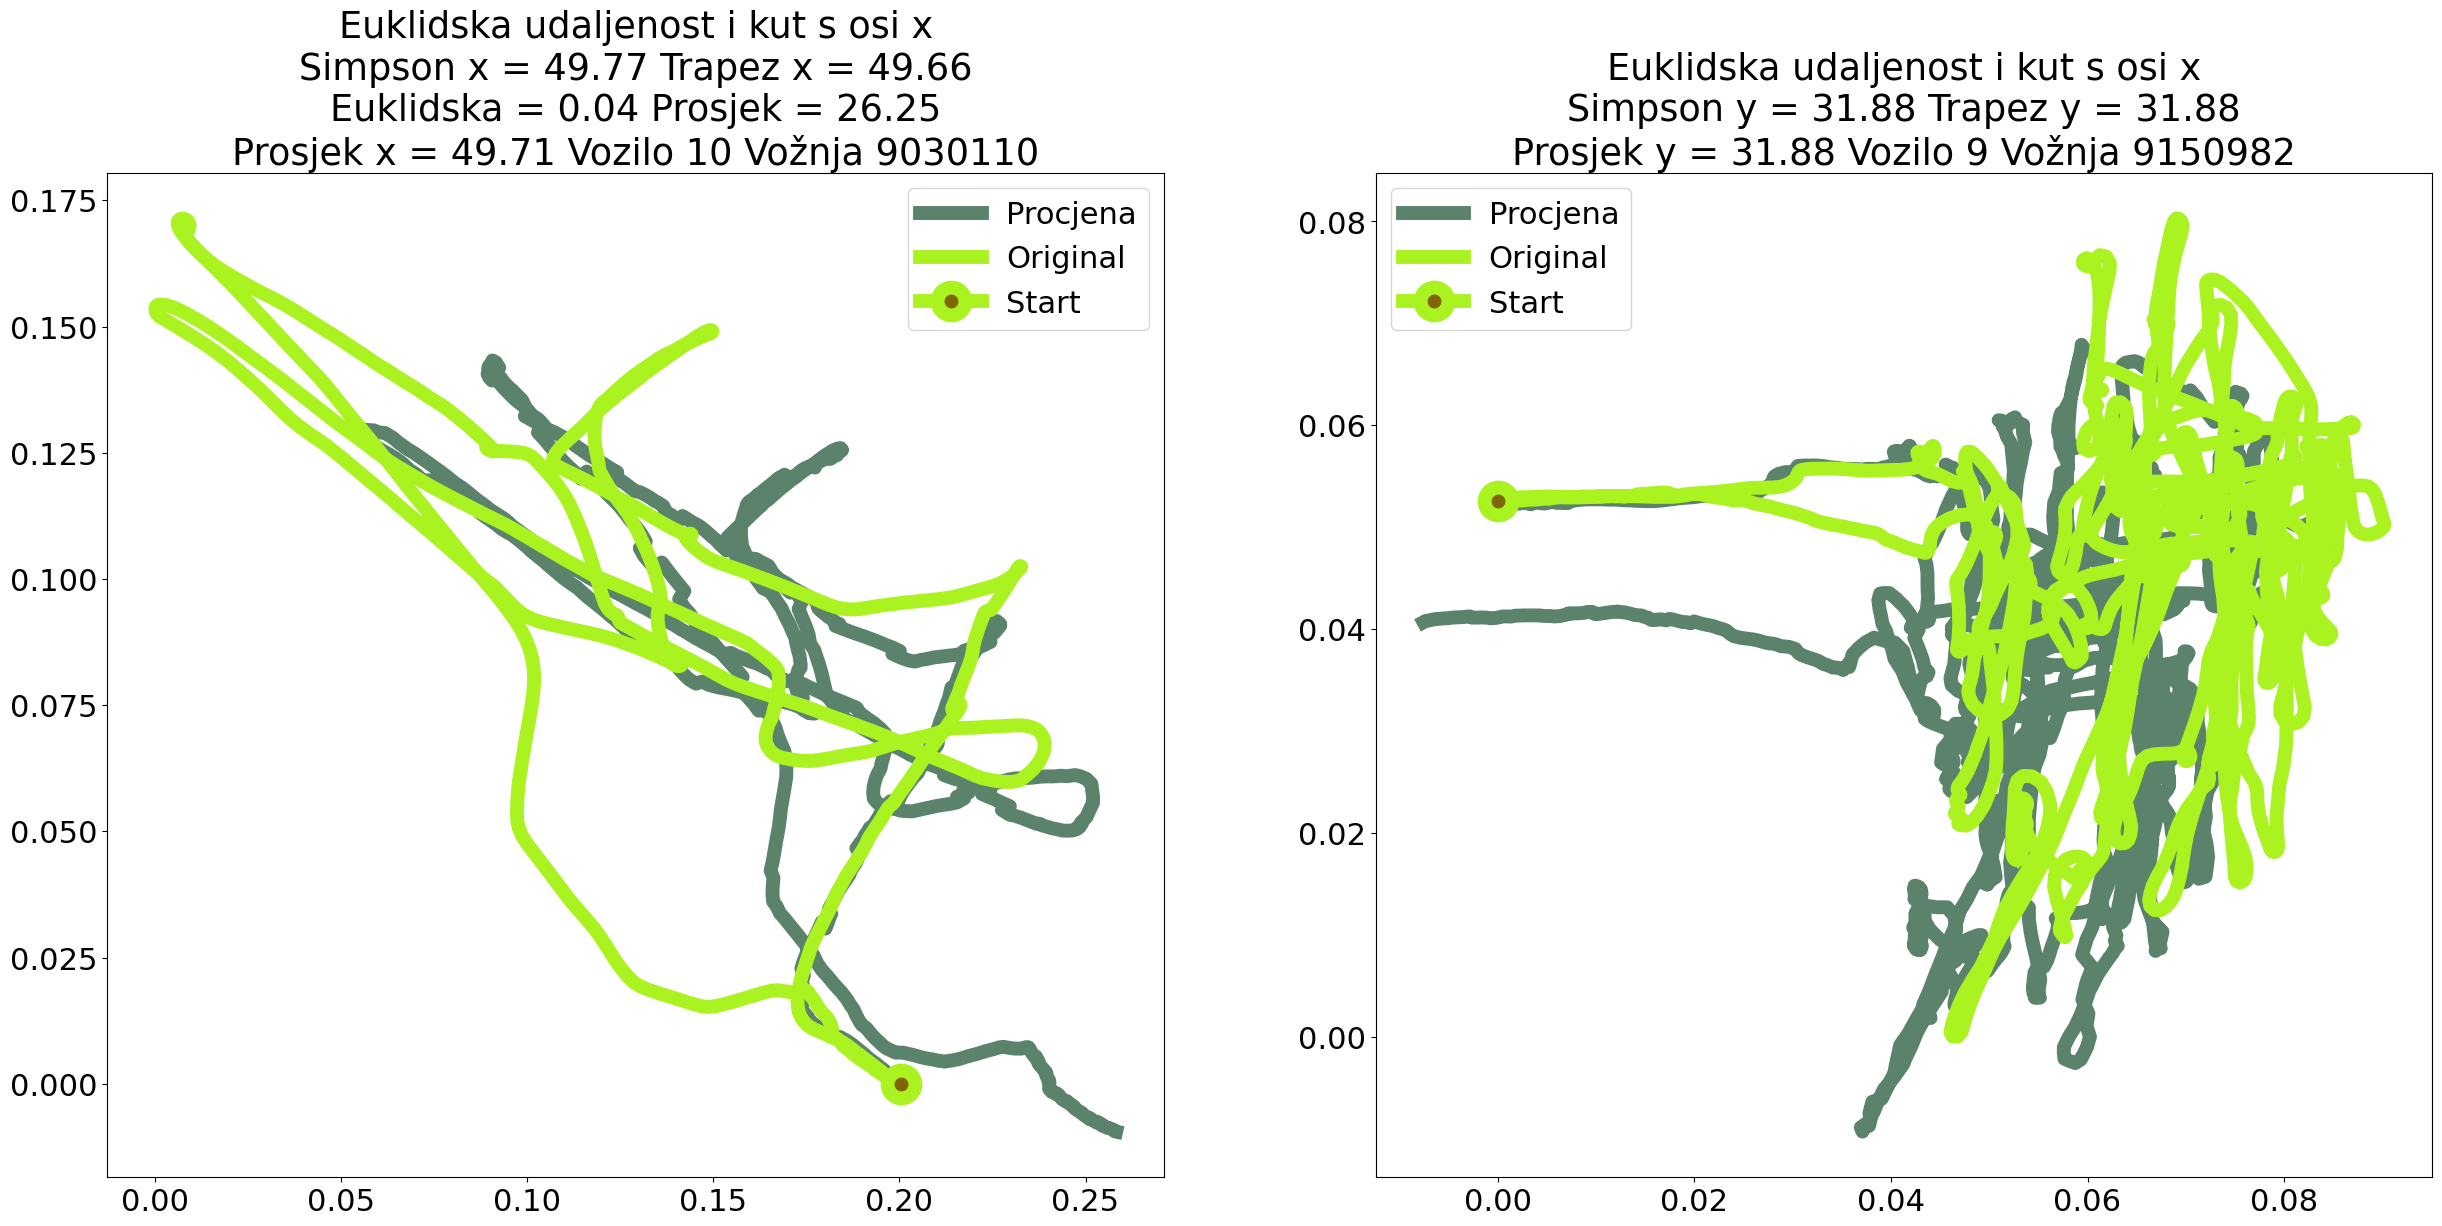 Euklidska udaljenost i kut s osi x
Simpson x = 49.77 Trapez x = 49.66
Euklidska = 0.04 Prosjek = 26.25
Prosjek x = 49.71 Vozilo 10 Vožnja 9030110
Procjena
Original
Start
0.175
0.150
0.125
0.100
0.075
0.050
0.025
0.000
0.00 0.05 0.10 0.15 0.20 0.25
Euklidska udaljenost i kut s osi x
Simpson y = 31.88 Trapez y = 31.88
Prosjek y = 31.88 Vozilo 9 Vožnja 9150982
Procjena
Original
Start
0.08
0.06
0.04
0.02
0.00
0.00 0.02 0.04 0.06 0.08